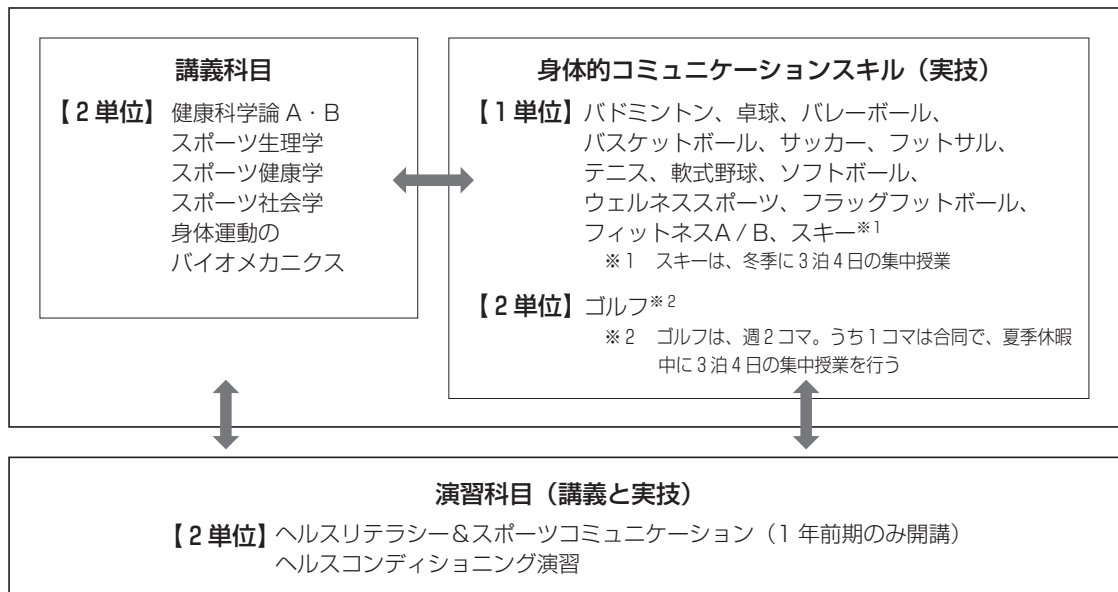 講義科目
【2単位】健康科学論 A・B
スポーツ生理学
スポーツ健康学
スポーツ社会学
身体運動の
バイオメカニクス
身体的コミュニケーションスキル（実技）
【1単位】バドミントン、卓球、バレーボール、
バスケットボール、サッカー、フットサル、
テニス、軟式野球、ソフトボール、
ウェルネススポーツ、フラッグフットボール、
フィットネスA / B、スキー※1
※1　スキーは、冬季に3泊4日の集中授業
【2単位】ゴルフ※2
※2　ゴルフは、週2コマ。うち1コマは合同で、夏季休暇
中に3泊4日の集中授業を行う
演習科目（講義と実技）
【2単位】ヘルスリテラシー＆スポーツコミュニケーション（1年前期のみ開講）
ヘルスコンディショニング演習